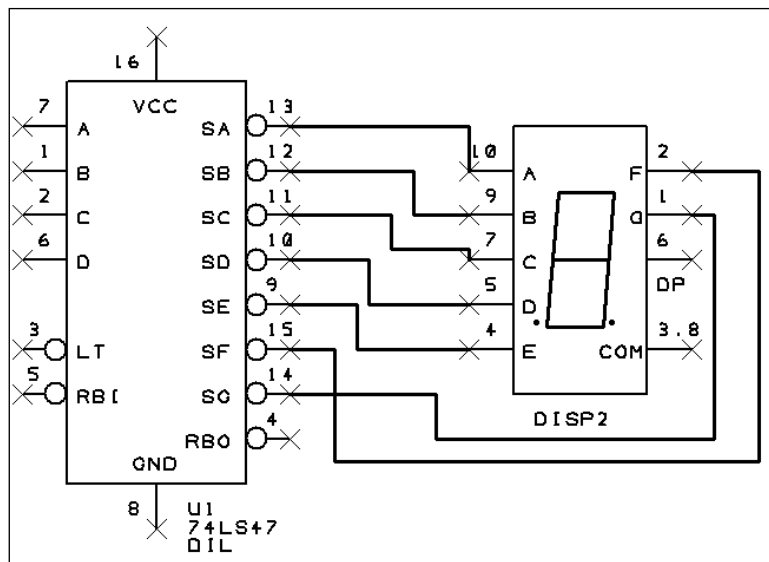 16
VCC
7 A SA 13
1 B SB 12
2 C SC 11
6 D SD 10
SE 9
3 LT SF 15
5 RBI SG 14
RBO 4
GND
8
U1
74LS47
DIL
10 A F 2
9 B G 1
7 C 6
DP
5 D
4 E COM 3.8
DISP2